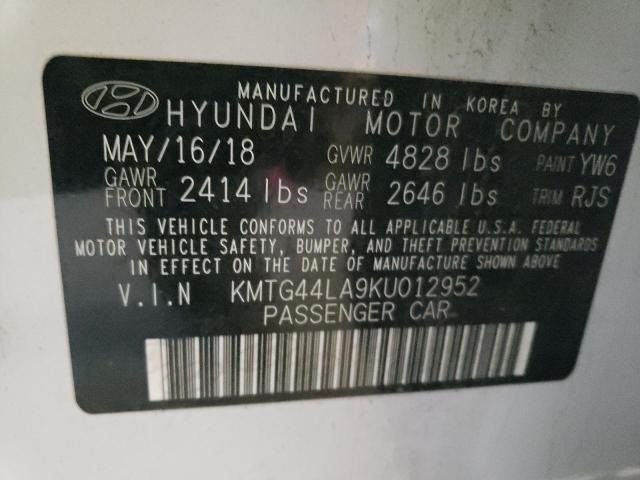 MANUFACTURED IN KOREA BY
HYUNDAI MOTOR COMPANY
MAY/16/18 GVWR 4828 lbs PAINT YW6
GAWR FRONT 2414 lbs GAWR REAR 2646 lbs TRIM RJS
THIS VEHICLE CONFORMS TO ALL APPLICABLE U.S.A. FEDERAL
MOTOR VEHICLE SAFETY, BUMPER, AND THEFT PREVENTION STANDARDS
IN EFFECT ON THE DATE OF MANUFACTURE SHOWN ABOVE
V.I.N KMTG44LA9KU012952
PASSENGER CAR